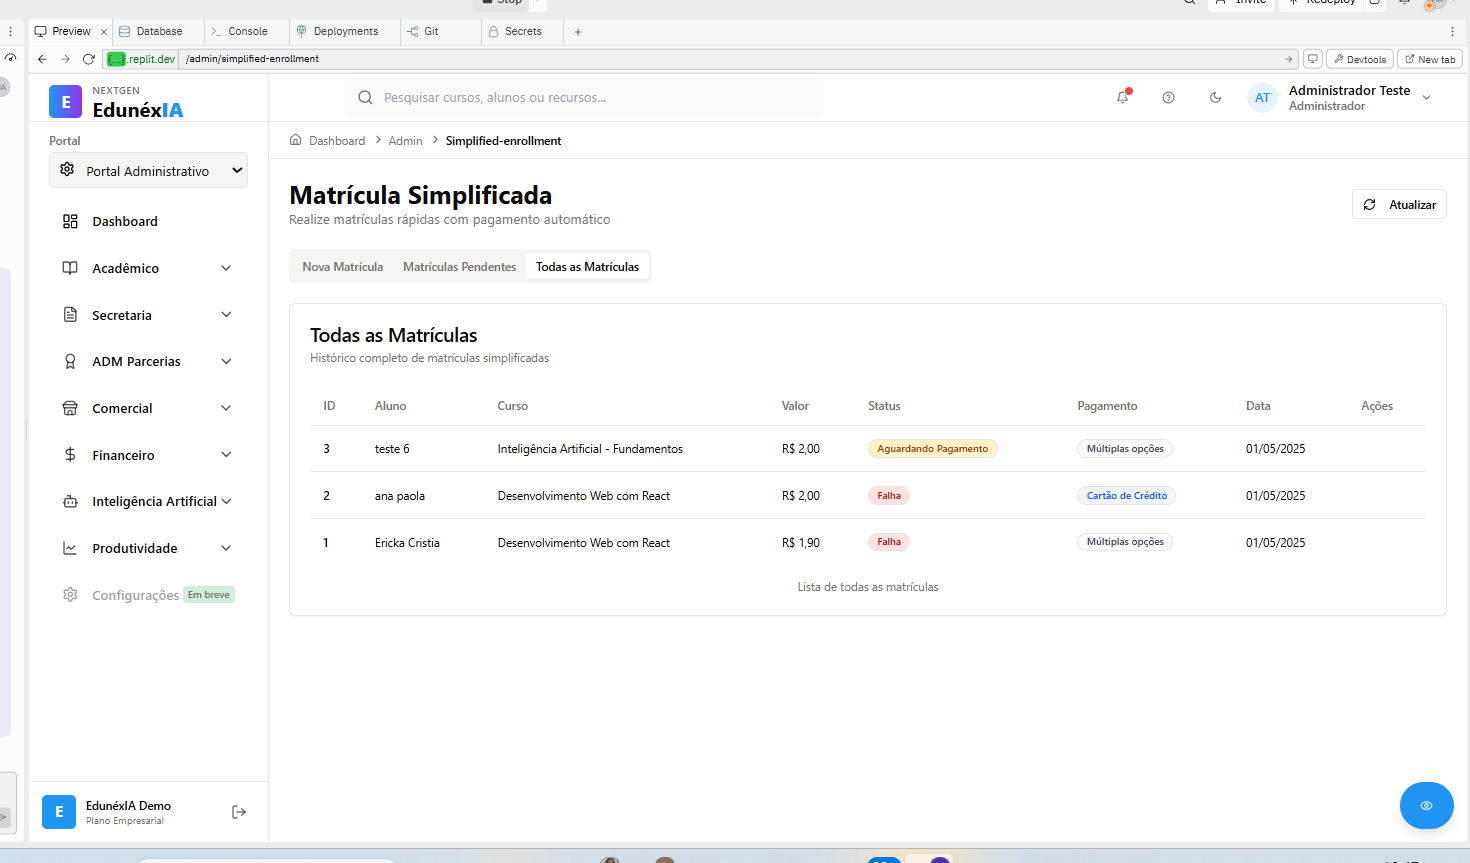 Stop
Invite
Redeploy
Preview
Database
Console
Deployments
Git
Secrets
{...}.replit.dev
/admin/simplified-enrollment
Devtools
New tab
E
NEXTGEN
EdunéxIA
Pesquisar cursos, alunos ou recursos...
AT
Administrador Teste
Administrador
Portal
Portal Administrativo
Dashboard
Acadêmico
Secretaria
ADM Parcerias
Comercial
Financeiro
Inteligência Artificial
Produtividade
Configurações Em breve
E
EdunéxIA Demo
Plano Empresarial
Dashboard > Admin > Simplified-enrollment
Matrícula Simplificada
Realize matrículas rápidas com pagamento automático
Atualizar
Nova Matrícula Matrículas Pendentes Todas as Matrículas
Todas as Matrículas
Histórico completo de matrículas simplificadas
ID Aluno Curso Valor Status Pagamento Data Ações
3 teste 6 Inteligência Artificial - Fundamentos R$ 2,00 Aguardando Pagamento Múltiplas opções 01/05/2025
2 ana paola Desenvolvimento Web com React R$ 2,00 Falha Cartão de Crédito 01/05/2025
1 Ericka Cristia Desenvolvimento Web com React R$ 1,90 Falha Múltiplas opções 01/05/2025
Lista de todas as matrículas